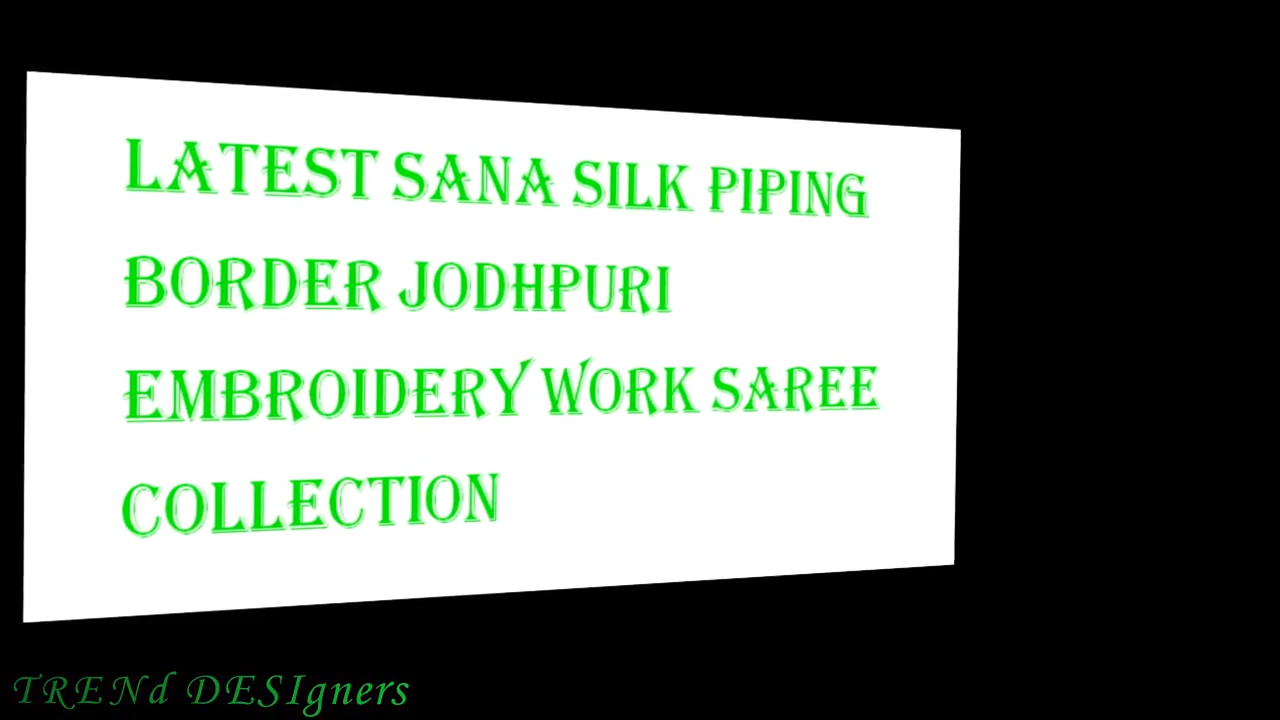 LATEST SANA SILK PIPING
BORDER JODHPURI
EMBROIDERY WORK SAREE
COLLECTION
TRENd DESIgners